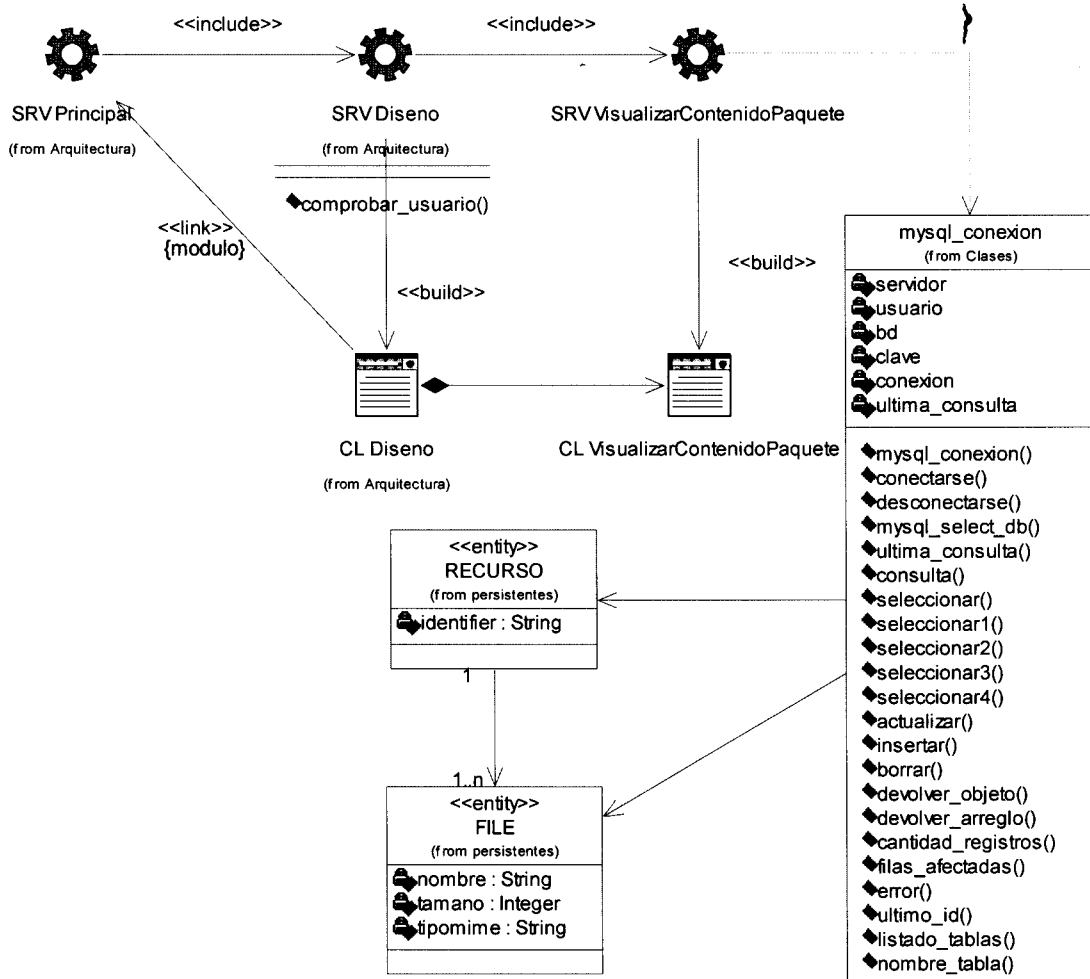 <<include>>
<<include>>
SRV Principal
(from Arquitectura)
SRV Diseno
(from Arquitectura)
comprobar_usuario()
SRV VisualizarContenidoPaquete
<<link>>
{modulo}
<<build>>
<<build>>
CL Diseno
(from Arquitectura)
CL VisualizarContenidoPaquete
mysql_conexion
(from Clases)
servidor
usuario
bd
clave
conexion
ultima_consulta
mysql_conexion()
conectarse()
desconectarse()
mysql_select_db()
ultima_consulta()
consulta()
seleccionar()
seleccionar1()
seleccionar2()
seleccionar3()
seleccionar4()
actualizar()
insertar()
borrar()
devolver_objeto()
devolver_arreglo()
cantidad_registros()
filas_afectadas()
error()
ultimo_id()
listado_tablas()
nombre_tabla()
<<entity>>
RECURSO
(from persistentes)
identifier : String
1
1..n
<<entity>>
FILE
(from persistentes)
nombre : String
tamano : Integer
tipomime : String